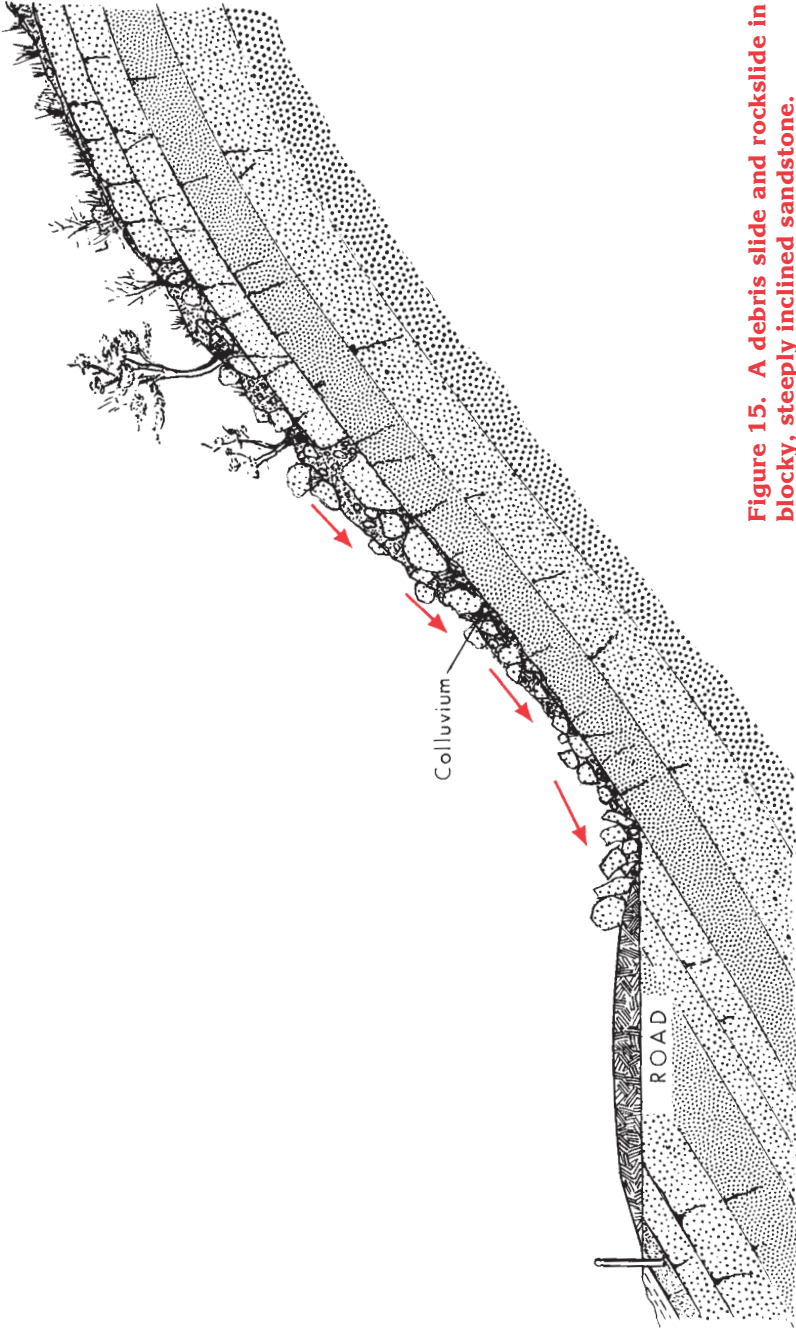 Colluvium
ROAD
Figure 15. A debris slide and rockslide in
blocky, steeply inclined sandstone.